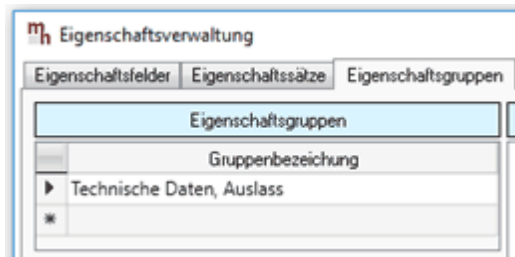 mh Eigenschaftsverwaltung
Eigenschaftsfelder Eigenschaftssätze Eigenschaftsgruppen
Eigenschaftsgruppen
Gruppenbezeichung
Technische Daten, Auslass